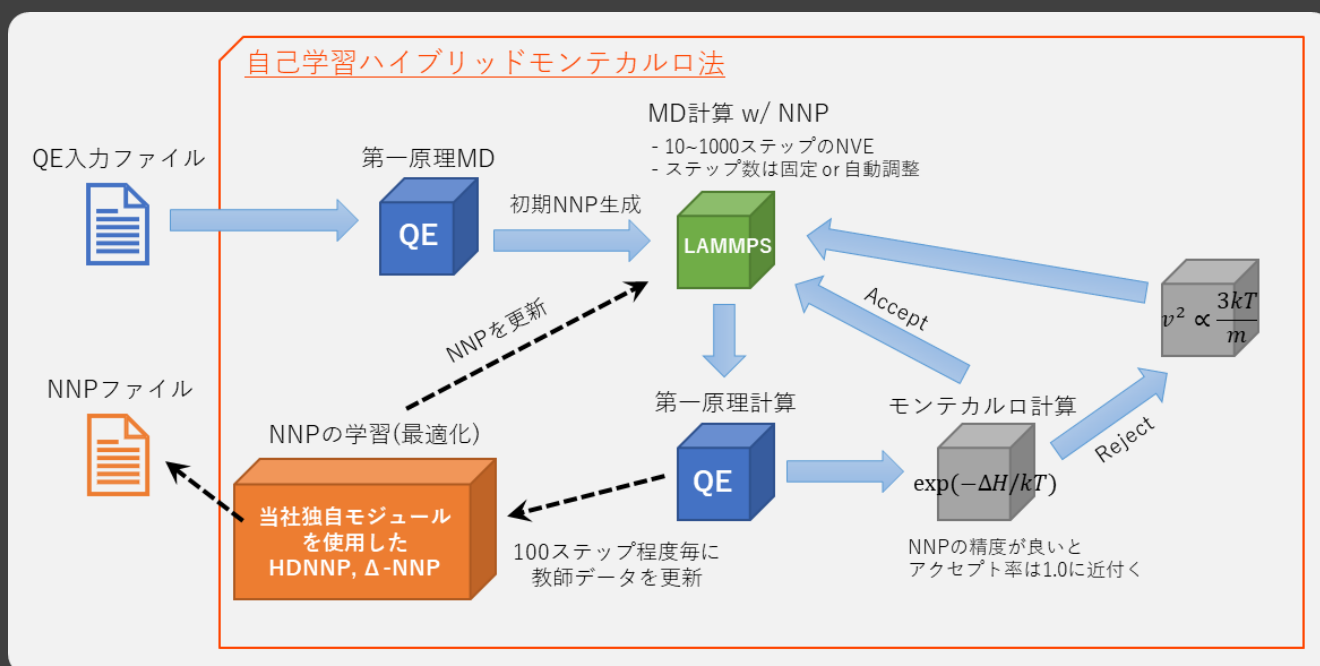 自己学習ハイブリッドモンテカルロ法
MD計算 w/ NNP
- 10~1000ステップのNVE
- ステップ数は固定 or 自動調整
QE入力ファイル
第一原理MD
QE
初期NNP生成
LAMMPS
Accept
v² ∝ 3kT/m
NNPを更新
Reject
NNPファイル
第一原理計算
QE
モンテカルロ計算
exp(−ΔH/kT)
NNPの精度が良いと
アクセプト率は1.0に近付く
NNPの学習(最適化)
当社独自モジュール
を使用した
HDNNP, Δ-NNP
100ステップ程度毎に
教師データを更新